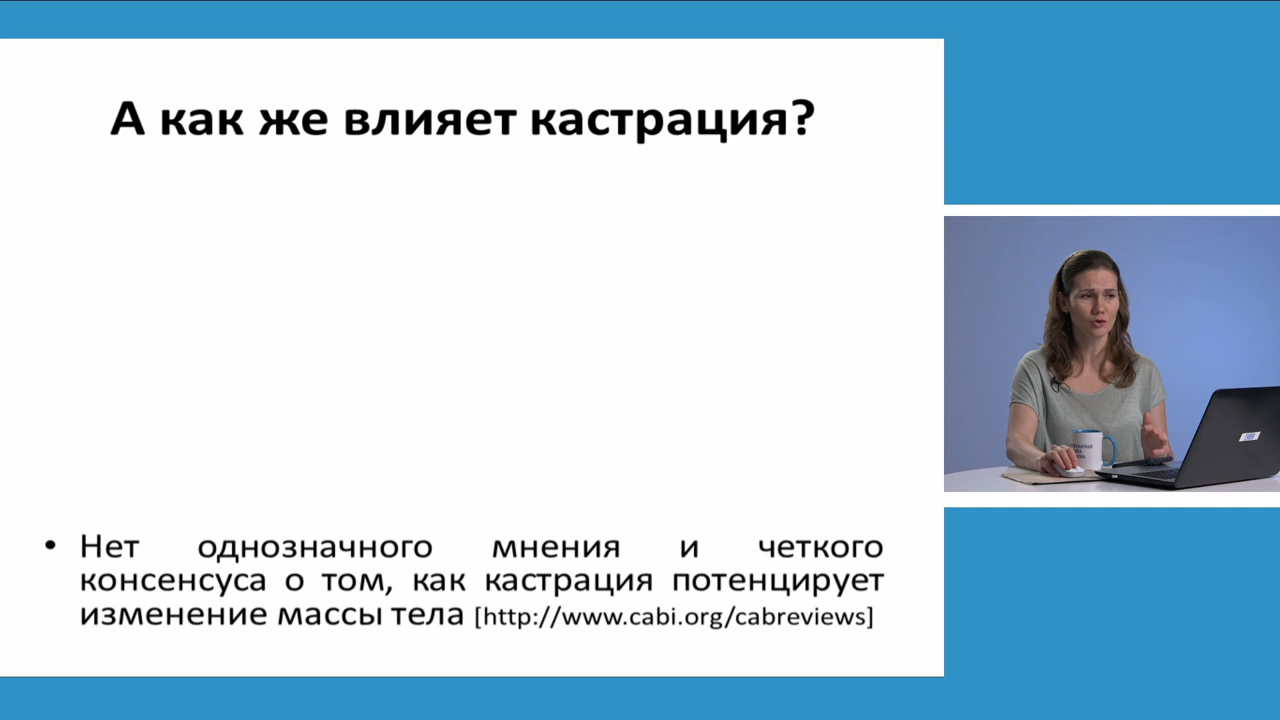 А как же влияет кастрация?
• Нет однозначного мнения и четкого
консенсуса о том, как кастрация потенцирует
изменение массы тела [http://www.cabi.org/cabreviews]